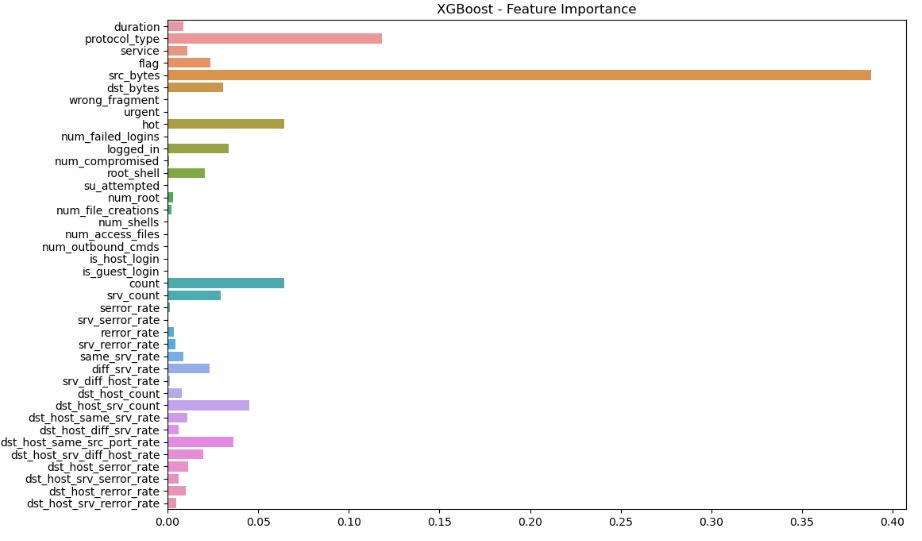 XGBoost - Feature Importance
duration
protocol_type
service
flag
src_bytes
dst_bytes
wrong_fragment
urgent
hot
num_failed_logins
logged_in
num_compromised
root_shell
su_attempted
num_root
num_file_creations
num_shells
num_access_files
num_outbound_cmds
is_host_login
is_guest_login
count
srv_count
serror_rate
srv_serror_rate
rerror_rate
srv_rerror_rate
same_srv_rate
diff_srv_rate
srv_diff_host_rate
dst_host_count
dst_host_srv_count
dst_host_same_srv_rate
dst_host_diff_srv_rate
dst_host_same_src_port_rate
dst_host_srv_diff_host_rate
dst_host_serror_rate
dst_host_srv_serror_rate
dst_host_rerror_rate
dst_host_srv_rerror_rate
0.00 0.05 0.10 0.15 0.20 0.25 0.30 0.35 0.40